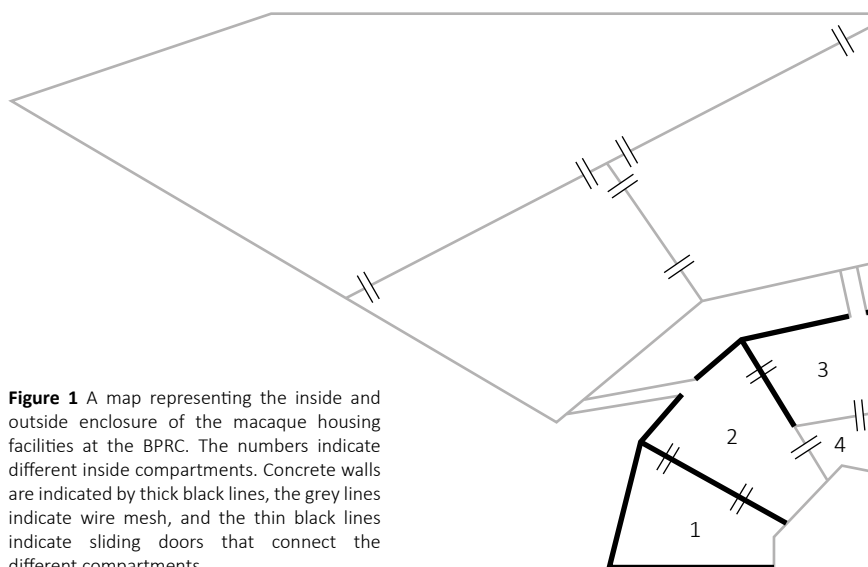 3
2
4
1
Figure 1 A map representing the inside and
outside enclosure of the macaque housing
facilities at the BPRC. The numbers indicate
different inside compartments. Concrete walls
are indicated by thick black lines, the grey lines
indicate wire mesh, and the thin black lines
indicate sliding doors that connect the
different compartments.